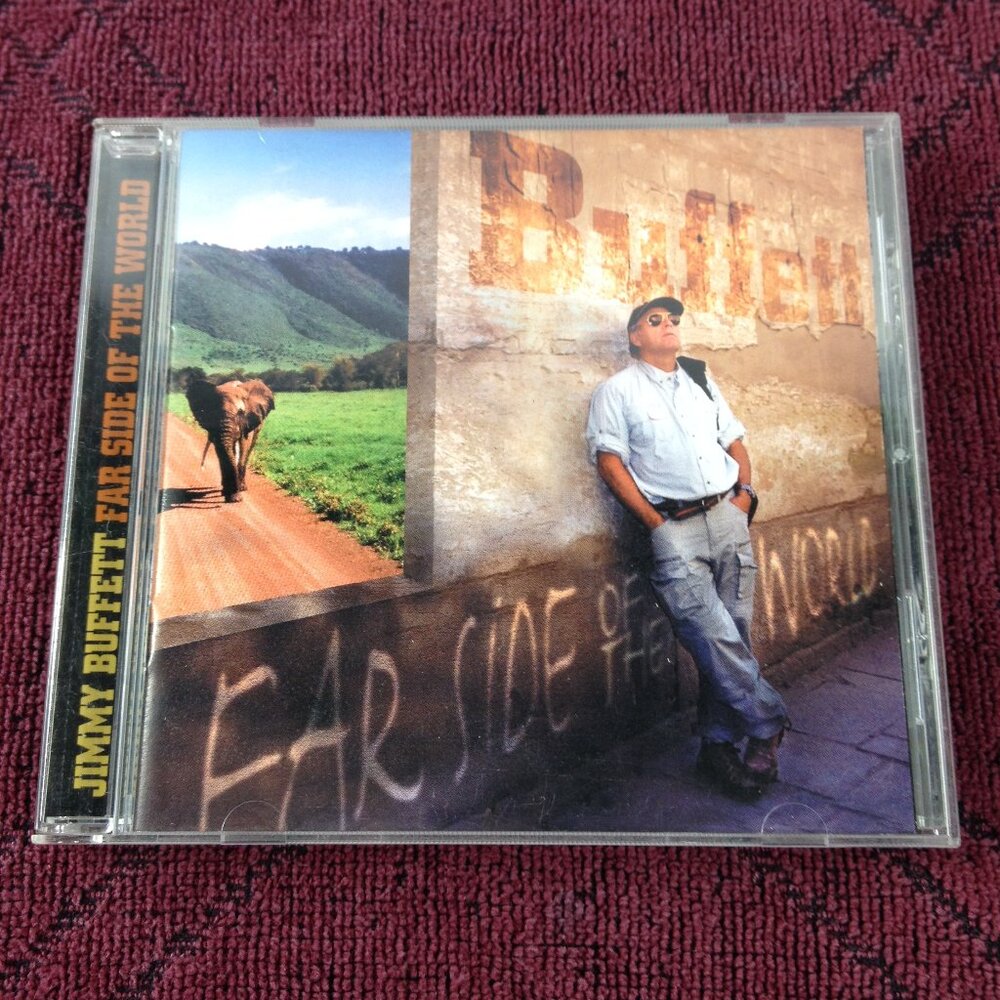 JIMMY BUFFETT FAR SIDE OF THE WORLD
Buffett
FAR SIDE OF THE WORLD